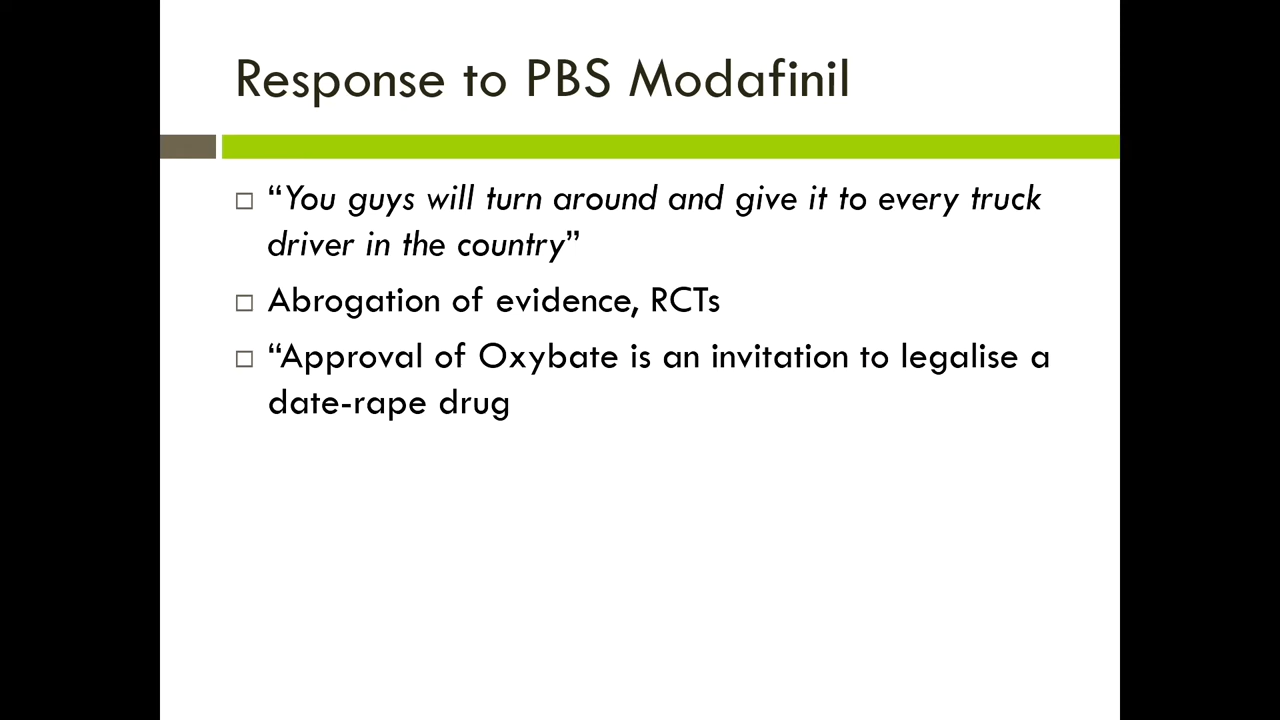 Response to PBS Modafinil
“You guys will turn around and give it to every truck
driver in the country”
Abrogation of evidence, RCTs
“Approval of Oxybate is an invitation to legalise a
date-rape drug